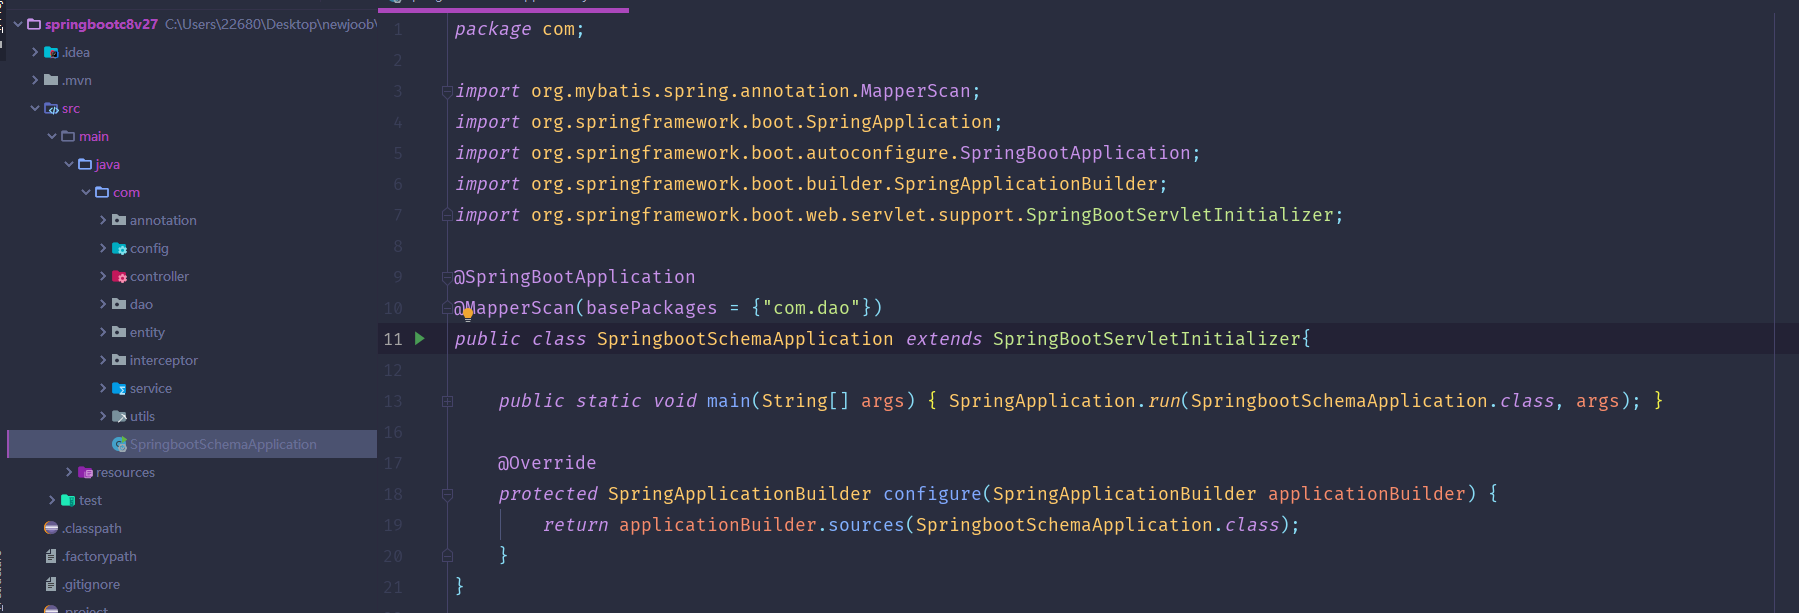 springbootc8v27 C:\Users\22680\Desktop\newjoob\
.idea
.mvn
src
main
java
com
annotation
config
controller
dao
entity
interceptor
service
utils
SpringbootSchemaApplication
resources
test
.classpath
.factorypath
.gitignore
.project
1 package com;
2
3 import org.mybatis.spring.annotation.MapperScan;
4 import org.springframework.boot.SpringApplication;
5 import org.springframework.boot.autoconfigure.SpringBootApplication;
6 import org.springframework.boot.builder.SpringApplicationBuilder;
7 import org.springframework.boot.web.servlet.support.SpringBootServletInitializer;
8
9 @SpringBootApplication
10 @MapperScan(basePackages = {"com.dao"})
11 public class SpringbootSchemaApplication extends SpringBootServletInitializer{
12
13 public static void main(String[] args) { SpringApplication.run(SpringbootSchemaApplication.class, args); }
16
17 @Override
18 protected SpringApplicationBuilder configure(SpringApplicationBuilder applicationBuilder) {
19 return applicationBuilder.sources(SpringbootSchemaApplication.class);
20 }
21 }